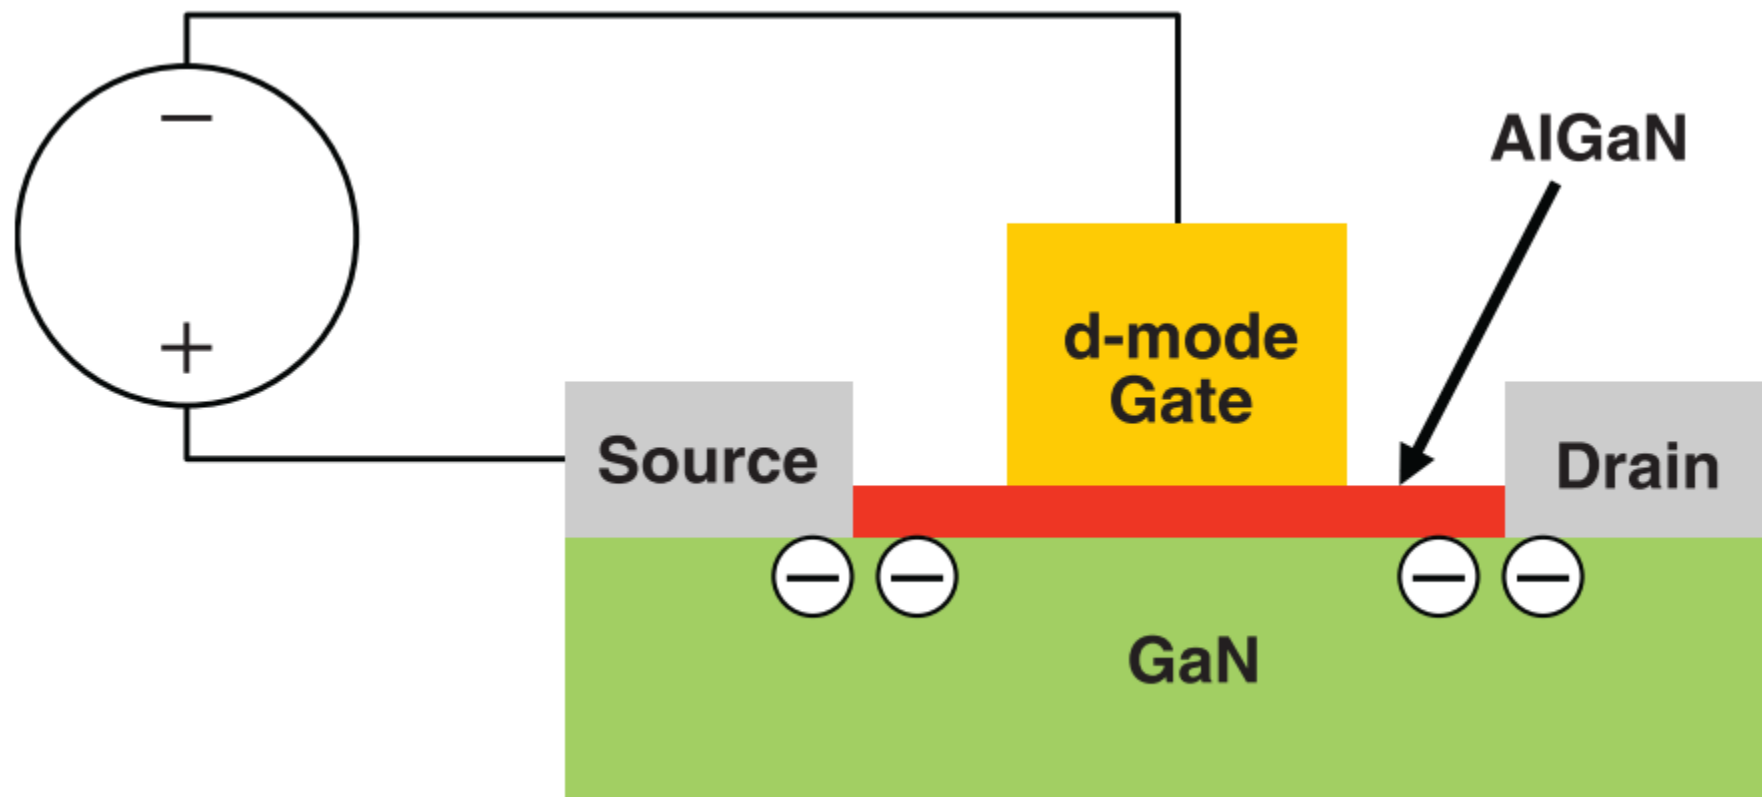 −
+
AlGaN
d-mode
Gate
Source
Drain
− − − −
GaN